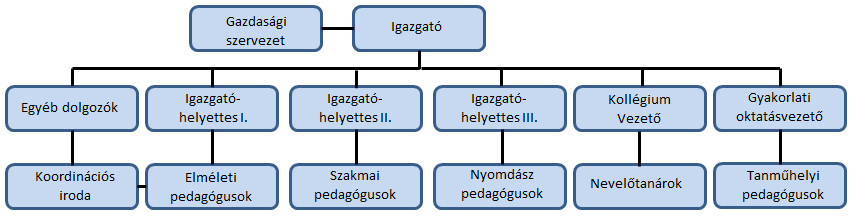 Gazdasági
szervezet
Igazgató
Egyéb dolgozók
Igazgató-
helyettes I.
Igazgató-
helyettes II.
Igazgató-
helyettes III.
Kollégium
Vezető
Gyakorlati
oktatásvezető
Koordinációs
iroda
Elméleti
pedagógusok
Szakmai
pedagógusok
Nyomdász
pedagógusok
Nevelőtanárok
Tanműhelyi
pedagógusok